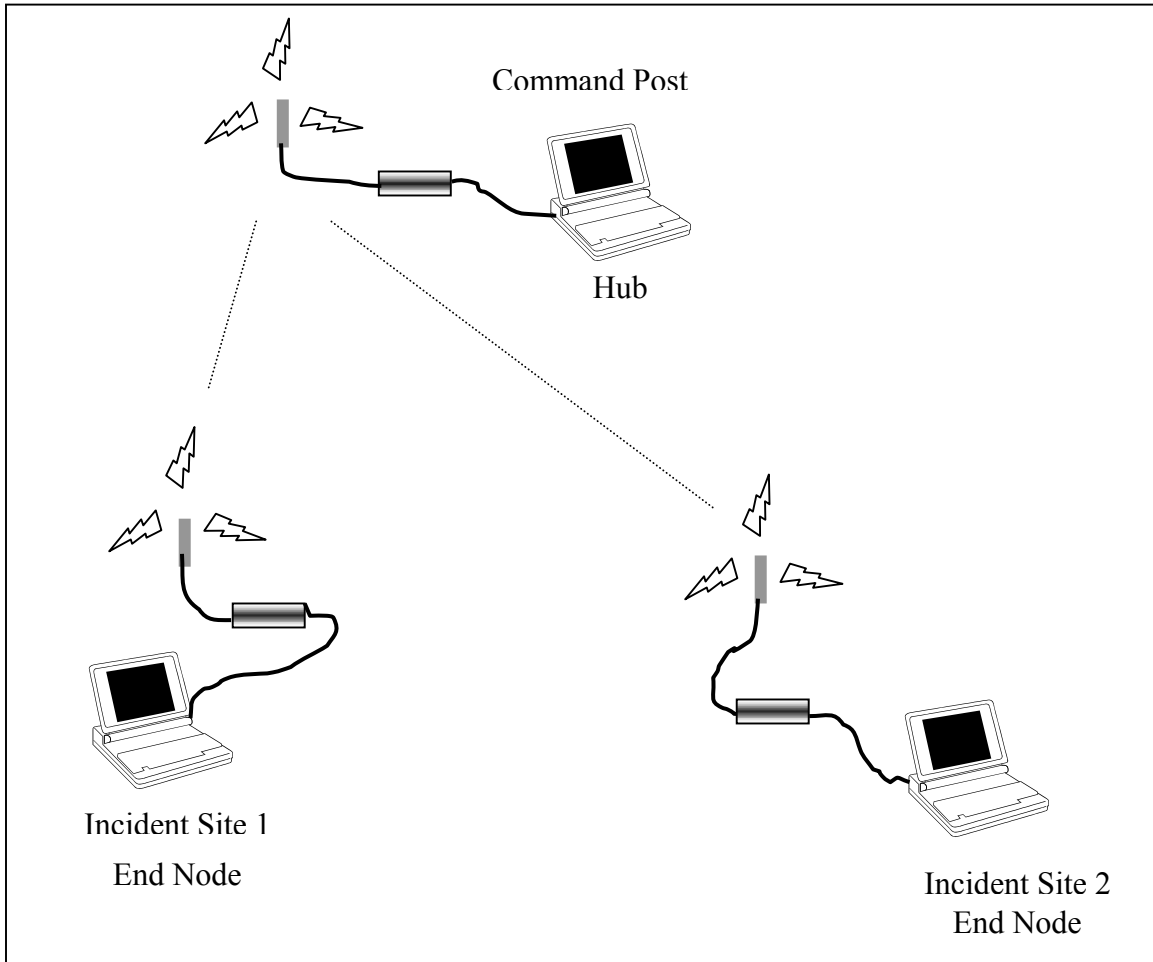 Command Post
Hub
Incident Site 1
End Node
Incident Site 2
End Node